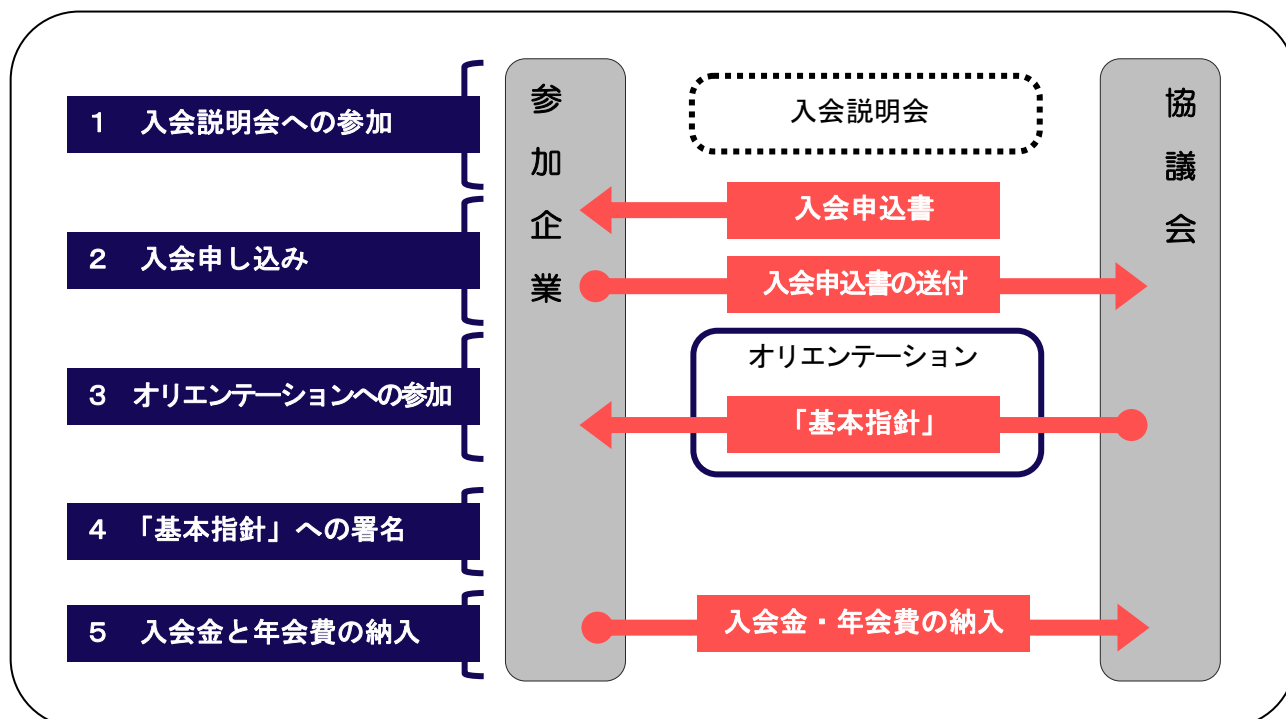 1 入会説明会への参加
2 入会申し込み
3 オリエンテーションへの参加
4 「基本指針」への署名
5 入会金と年会費の納入
参加企業
入会説明会
入会申込書
入会申込書の送付
オリエンテーション
「基本指針」
入会金・年会費の納入
協議会